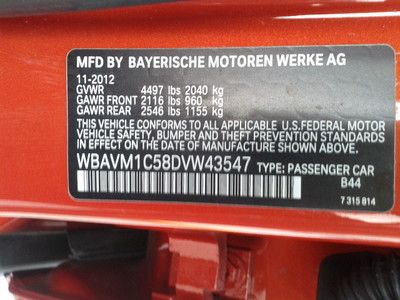 MFD BY BAYERISCHE MOTOREN WERKE AG
11-2012
GVWR 4497 lbs 2040 kg
GAWR FRONT 2116 lbs 960 kg
GAWR REAR 2546 lbs 1155 kg
THIS VEHICLE CONFORMS TO ALL APPLICABLE U.S.FEDERAL MOTOR
VEHICLE SAFETY, BUMPER AND THEFT PREVENTION STANDARDS
IN EFFECT ON THE DATE OF MANUFACTURE SHOWN ABOVE.
WBAVM1C58DVW43547 TYPE: PASSENGER CAR
B44
7 315 814